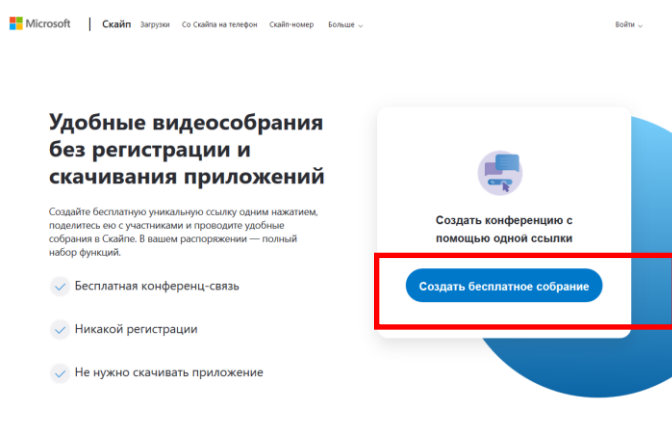 Microsoft | Скайп Загрузки Со Скайпа на телефон Скайп-номер Больше Войти
Удобные видеособрания
без регистрации и
скачивания приложений
Создайте бесплатную уникальную ссылку одним нажатием,
поделитесь ею с участниками и проводите удобные
собрания в Скайпе. В вашем распоряжении — полный
набор функций.
Бесплатная конференц-связь
Никакой регистрации
Не нужно скачивать приложение
Создать конференцию с
помощью одной ссылки
Создать бесплатное собрание